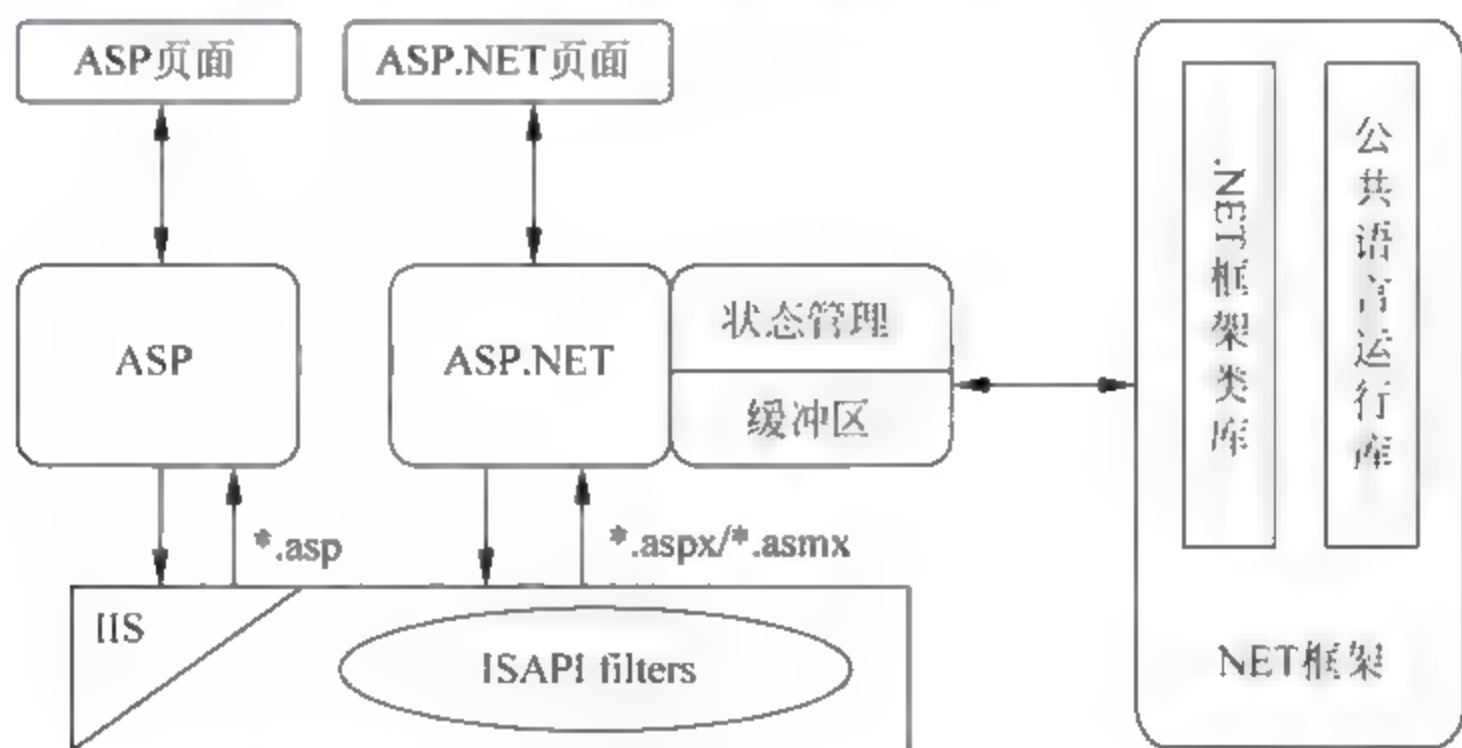 ASP页面
ASP.NET页面
ASP
ASP.NET
状态管理
缓冲区
*.asp
*.aspx/*.asmx
IIS
ISAPI filters
.NET框架类库
公共语言运行库
NET框架